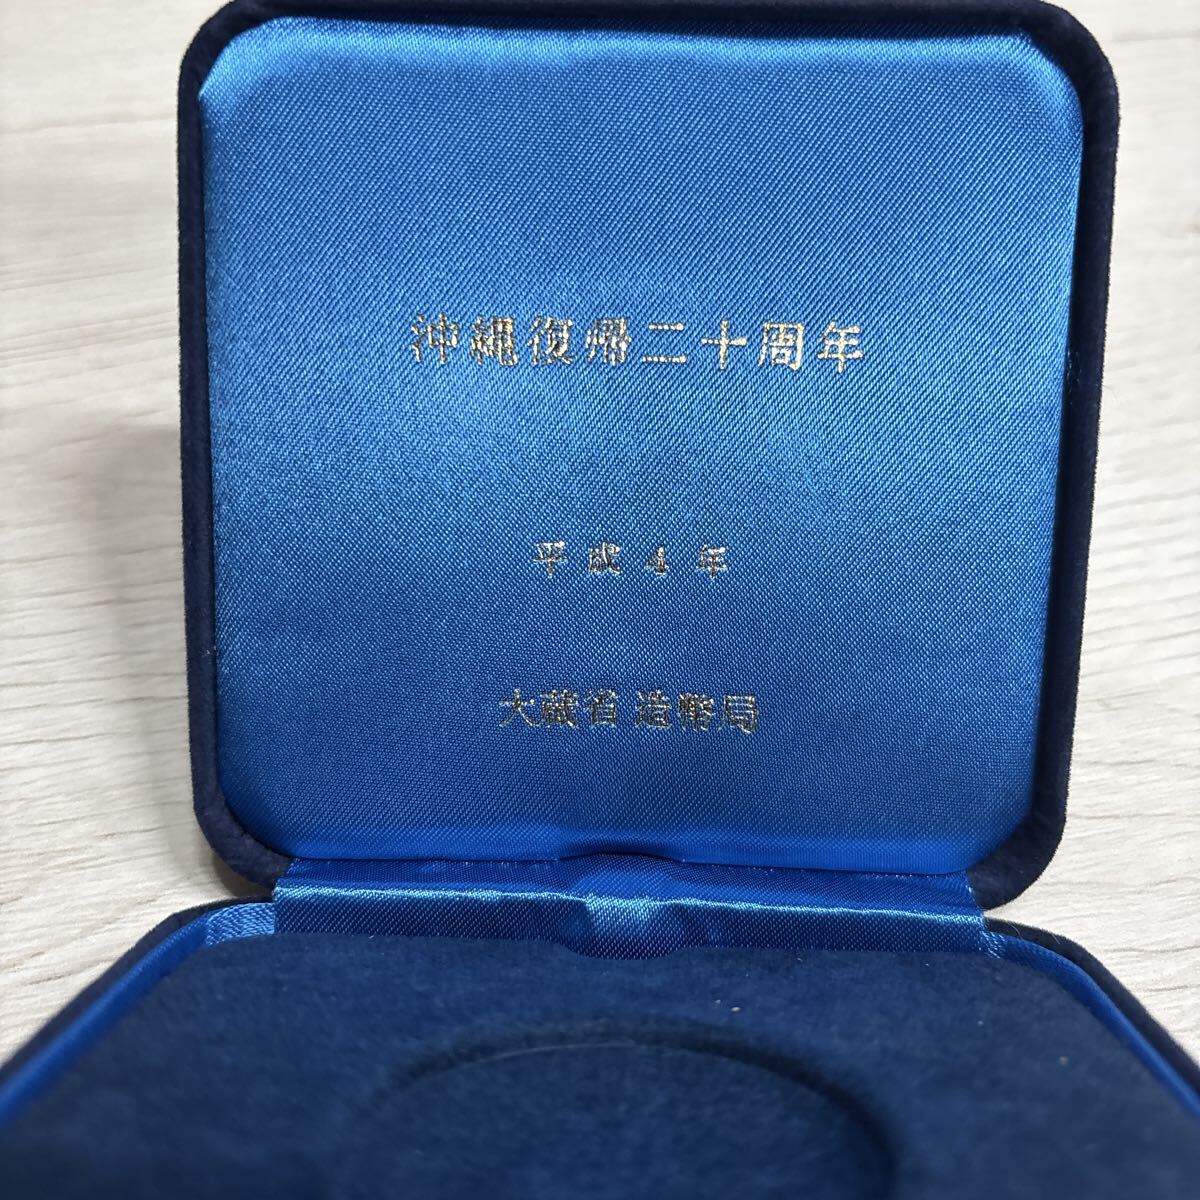 沖縄復帰二十周年
平成4年
大蔵省 造幣局